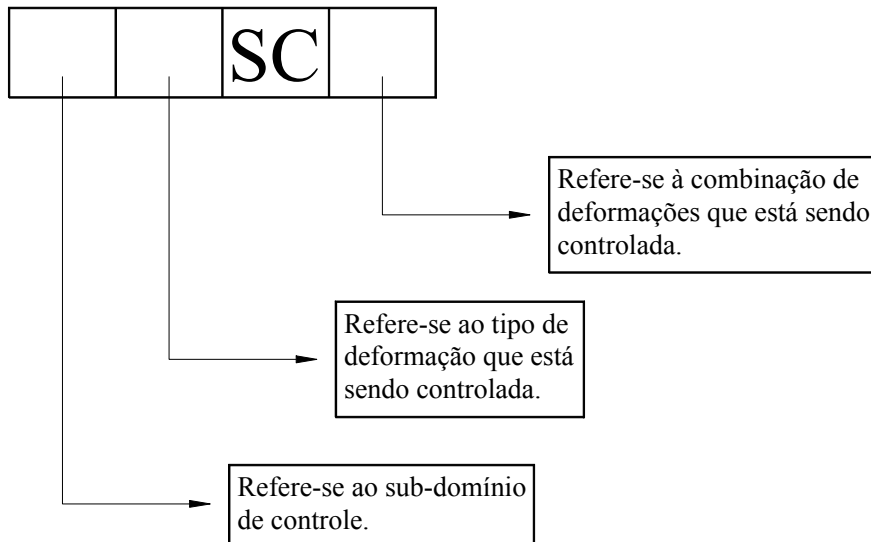 SC
Refere-se à combinação de
deformações que está sendo
controlada.
Refere-se ao tipo de
deformação que está
sendo controlada.
Refere-se ao sub-domínio
de controle.